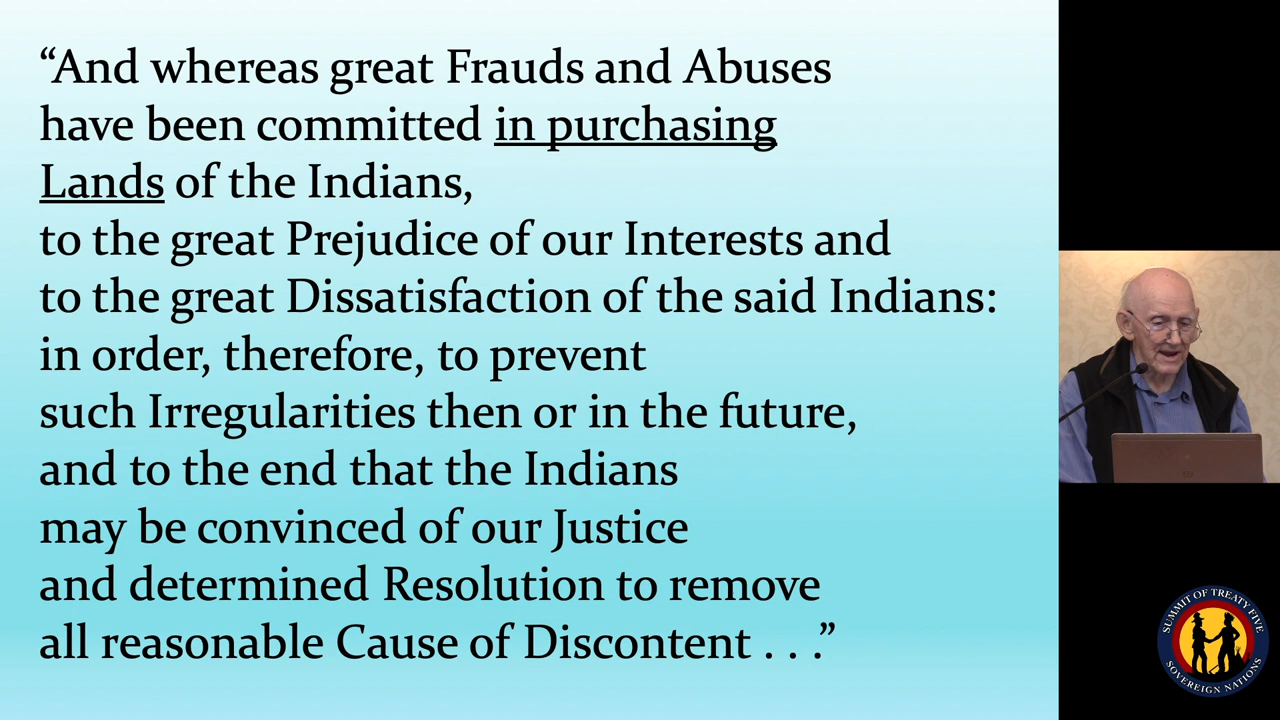 “And whereas great Frauds and Abuses
have been committed in purchasing
Lands of the Indians,
to the great Prejudice of our Interests and
to the great Dissatisfaction of the said Indians:
in order, therefore, to prevent
such Irregularities then or in the future,
and to the end that the Indians
may be convinced of our Justice
and determined Resolution to remove
all reasonable Cause of Discontent . . .”
SUMMIT OF TREATY FIVE
SOVEREIGN NATIONS